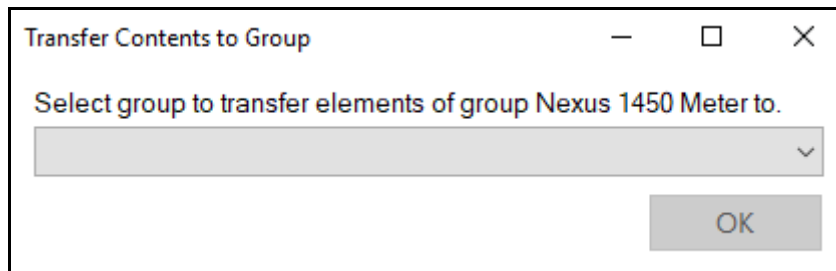 Transfer Contents to Group
Select group to transfer elements of group Nexus 1450 Meter to.
OK